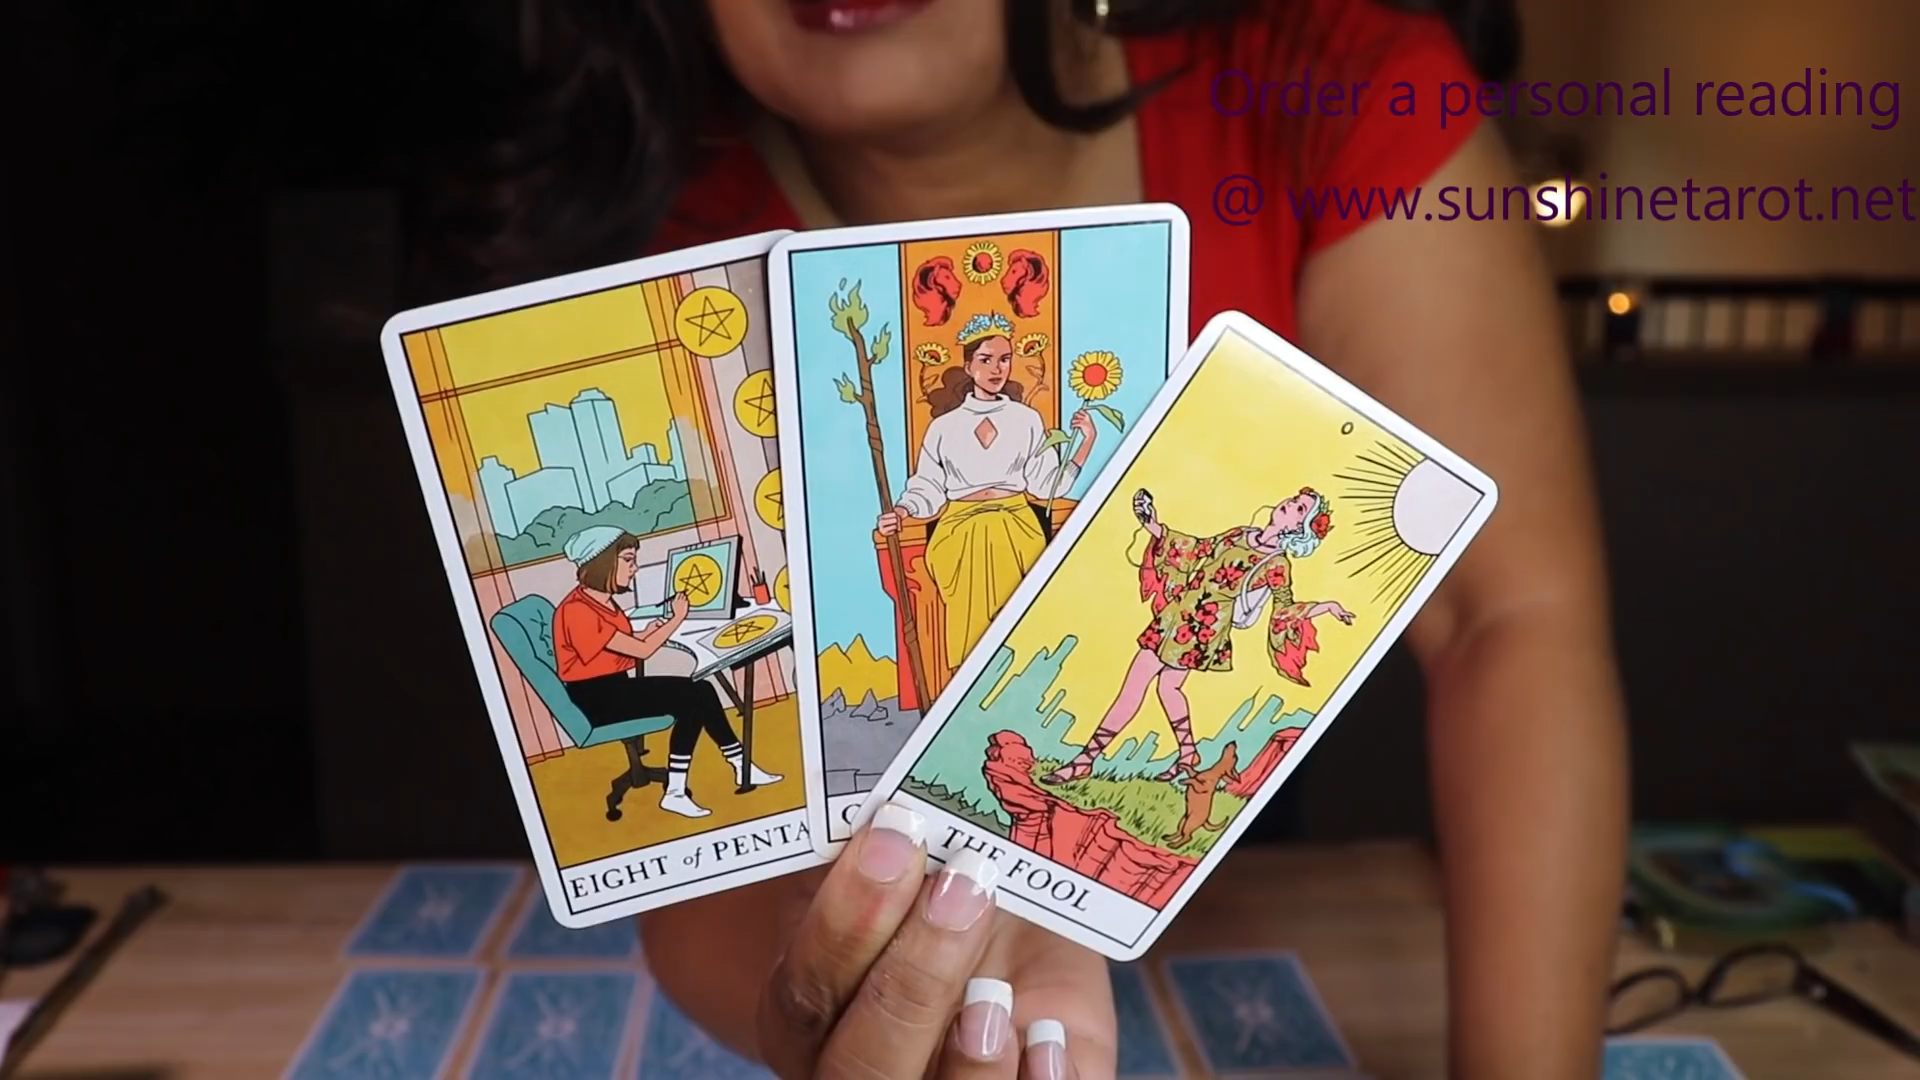 Order a personal reading
@ www.sunshinetarot.net
EIGHT of PENTA
THE FOOL